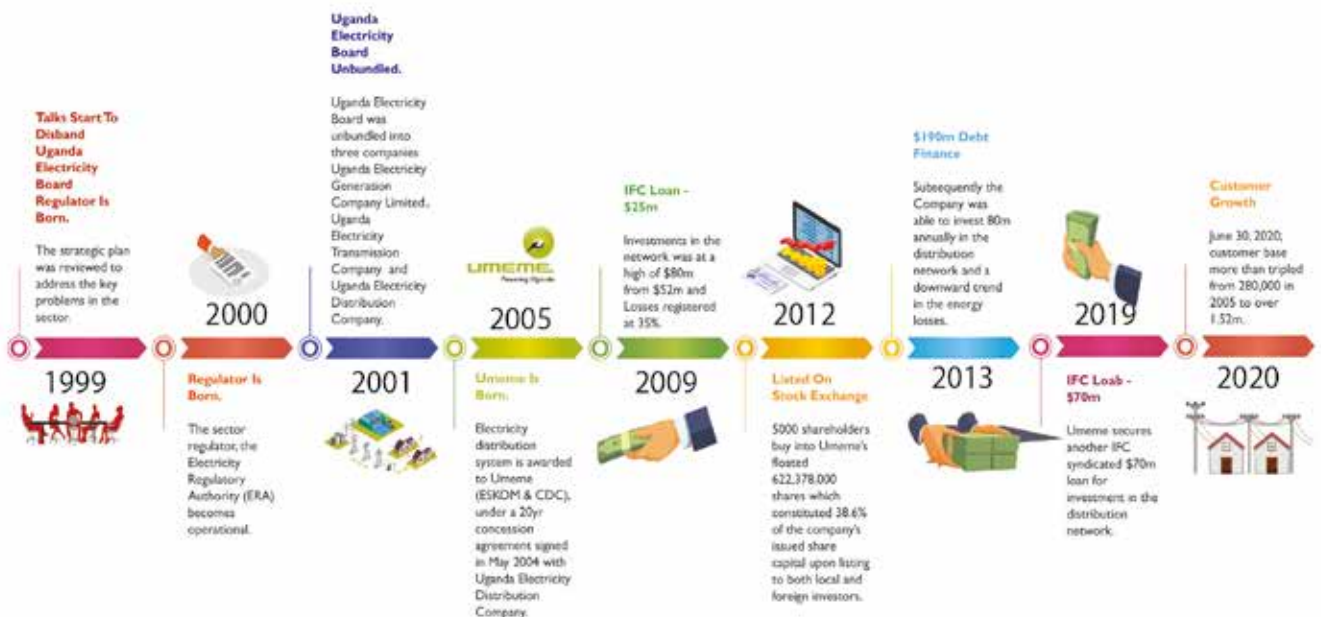 Talks Start To
Disband
Uganda
Electricity
Board
Regulator Is
Born.
The strategic plan
was reviewed to
address the key
problems in the
sector.
1999
2000
Regulator Is
Born.
The sector
regulator, the
Electricity
Regulatory
Authority (ERA)
becomes
operational.
Uganda
Electricity
Board
Unbundled.
Uganda Electricity
Board was
unbundled into
three companies
Uganda Electricity
Generation
Company Limited,
Uganda
Electricity
Transmission
Company and
Uganda Electricity
Distribution
Company.
2001
UMEME
Powering Uganda
2005
Umeme Is
Born.
Electricity
distribution
system is awarded
to Umeme
(ESKOM & CDC),
under a 20yr
concession
agreement signed
in May 2004 with
Uganda Electricity
Distribution
Company.
IFC Loan -
$25m
Investments in the
network was at a
high of $80m
from $52m and
Losses registered
at 35%.
2009
2012
Listed On
Stock Exchange
5000 shareholders
buy into Umeme's
floated
622,378,000
shares which
constituted 38.6%
of the company's
issued share
capital upon listing
to both local and
foreign investors.
$190m Debt
Finance
Subsequently the
Company was
able to invest 80m
annually in the
distribution
network and a
downward trend
in the energy
losses.
2013
2019
IFC Loab -
$70m
Umeme secures
another IFC
syndicated $70m
loan for
investment in the
distribution
network.
Customer
Growth
June 30, 2020;
customer base
more than tripled
from 280,000 in
2005 to over
1.52m.
2020